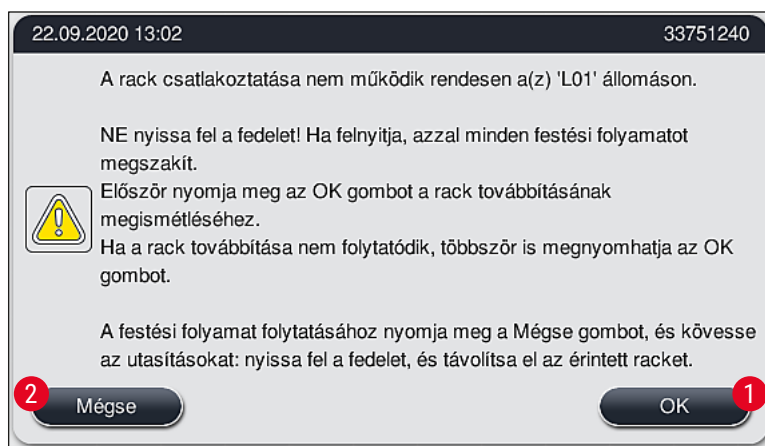 22.09.2020 13:02 33751240
A rack csatlakoztatása nem működik rendesen a(z) 'L01' állomáson.
NE nyissa fel a fedelet! Ha felnyitja, azzal minden festési folyamatot
megszakít.
Először nyomja meg az OK gombot a rack továbbításának
megismétléséhez.
Ha a rack továbbítása nem folytatódik, többször is megnyomhatja az OK
gombot.
A festési folyamat folytatásához nyomja meg a Mégse gombot, és kövesse
az utasításokat: nyissa fel a fedelet, és távolítsa el az érintett racket.
2 Mégse OK 1